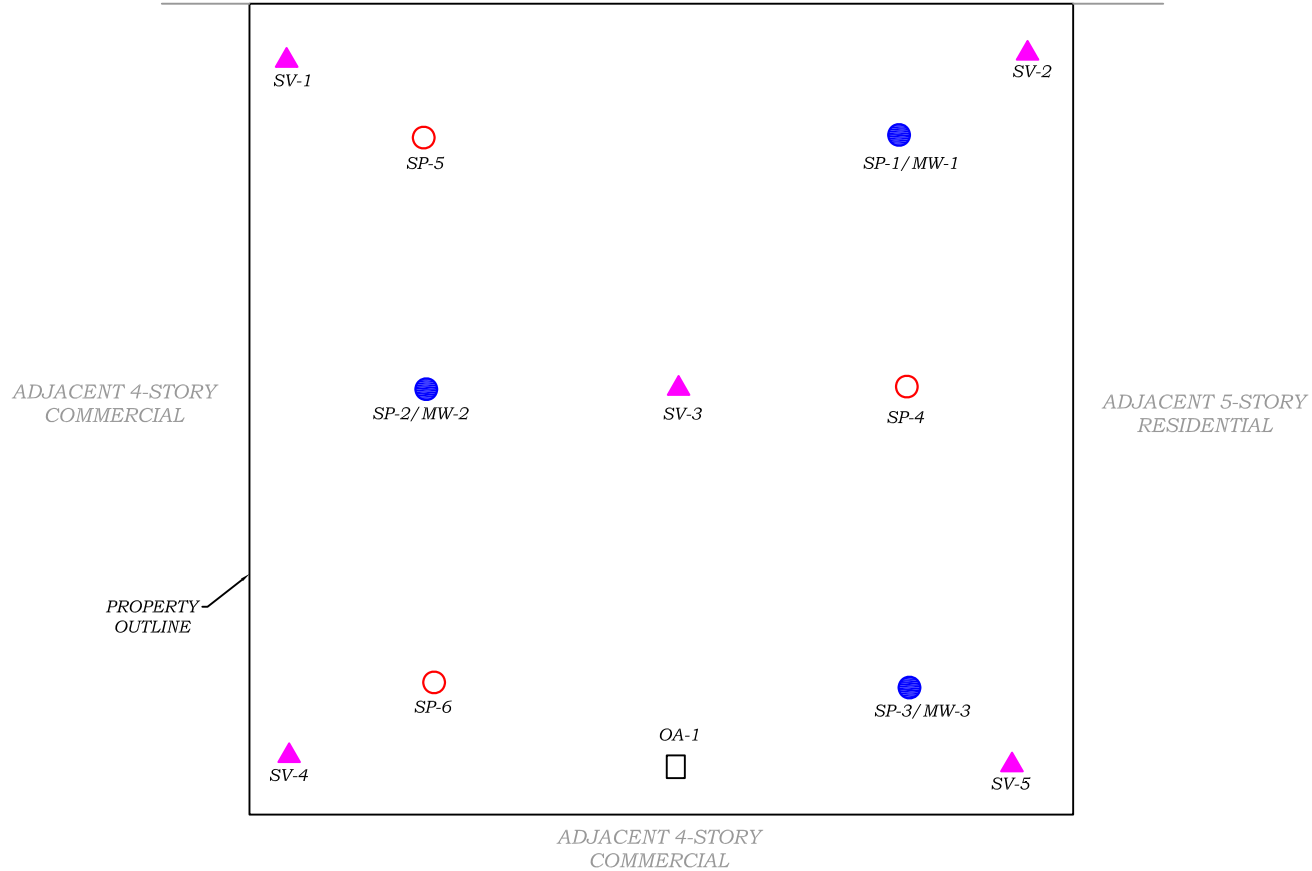 SV-1
SV-2
SP-5
SP-1/MW-1
ADJACENT 4-STORY
COMMERCIAL
SP-2/MW-2
SV-3
SP-4
ADJACENT 5-STORY
RESIDENTIAL
PROPERTY
OUTLINE
SP-6
SP-3/MW-3
OA-1
SV-4
SV-5
ADJACENT 4-STORY
COMMERCIAL